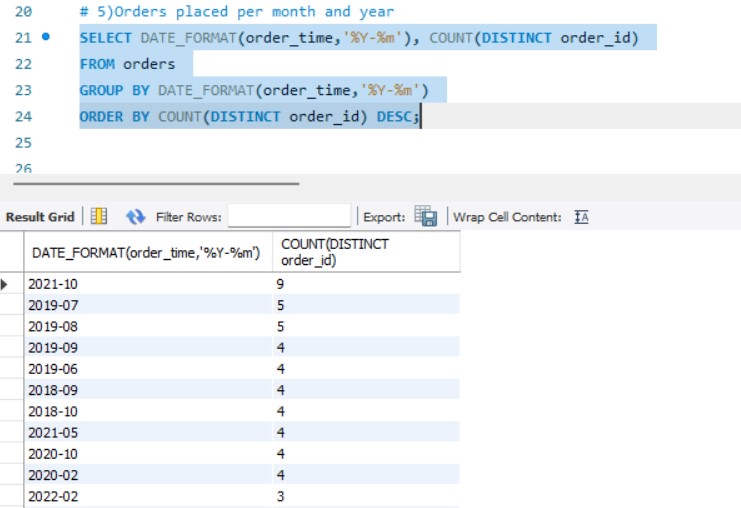 20 # 5)Orders placed per month and year
21 SELECT DATE_FORMAT(order_time,'%Y-%m'), COUNT(DISTINCT order_id)
22 FROM orders
23 GROUP BY DATE_FORMAT(order_time,'%Y-%m')
24 ORDER BY COUNT(DISTINCT order_id) DESC;
25
26
Result Grid Filter Rows: Export: Wrap Cell Content: IA
DATE_FORMAT(order_time,'%Y-%m') COUNT(DISTINCT
order_id)
2021-10 9
2019-07 5
2019-08 5
2019-09 4
2019-06 4
2018-09 4
2018-10 4
2021-05 4
2020-10 4
2020-02 4
2022-02 3